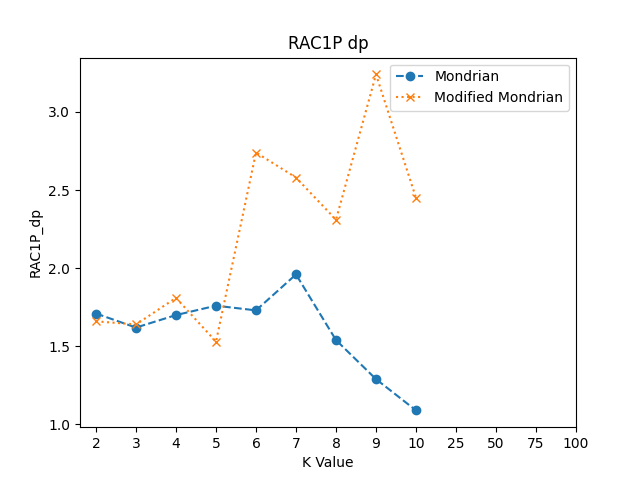 RAC1P dp
Mondrian
Modified Mondrian
RAC1P_dp
3.0
2.5
2.0
1.5
1.0
2 3 4 5 6 7 8 9 10 25 50 75 100
K Value